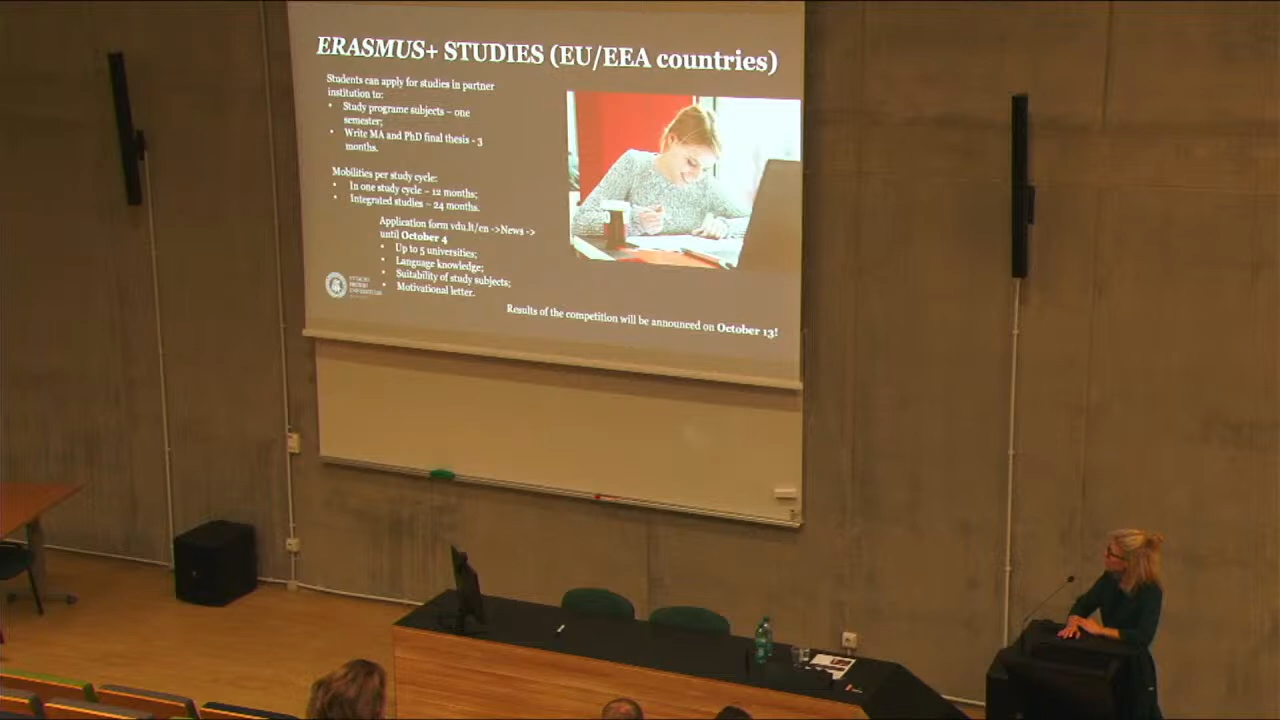 ERASMUS+ STUDIES (EU/EEA countries)
Students can apply for studies in partner
institution to:
• Study programe subjects – one
semester;
• Write MA and PhD final thesis - 3
months.
Mobilities per study cycle:
• In one study cycle – 12 months;
• Integrated studies – 24 months.
Application form vdu.lt/en ->News ->
until October 4
• Up to 5 universities;
• Language knowledge;
• Suitability of study subjects;
• Motivational letter.
Results of the competition will be announced on October 13!